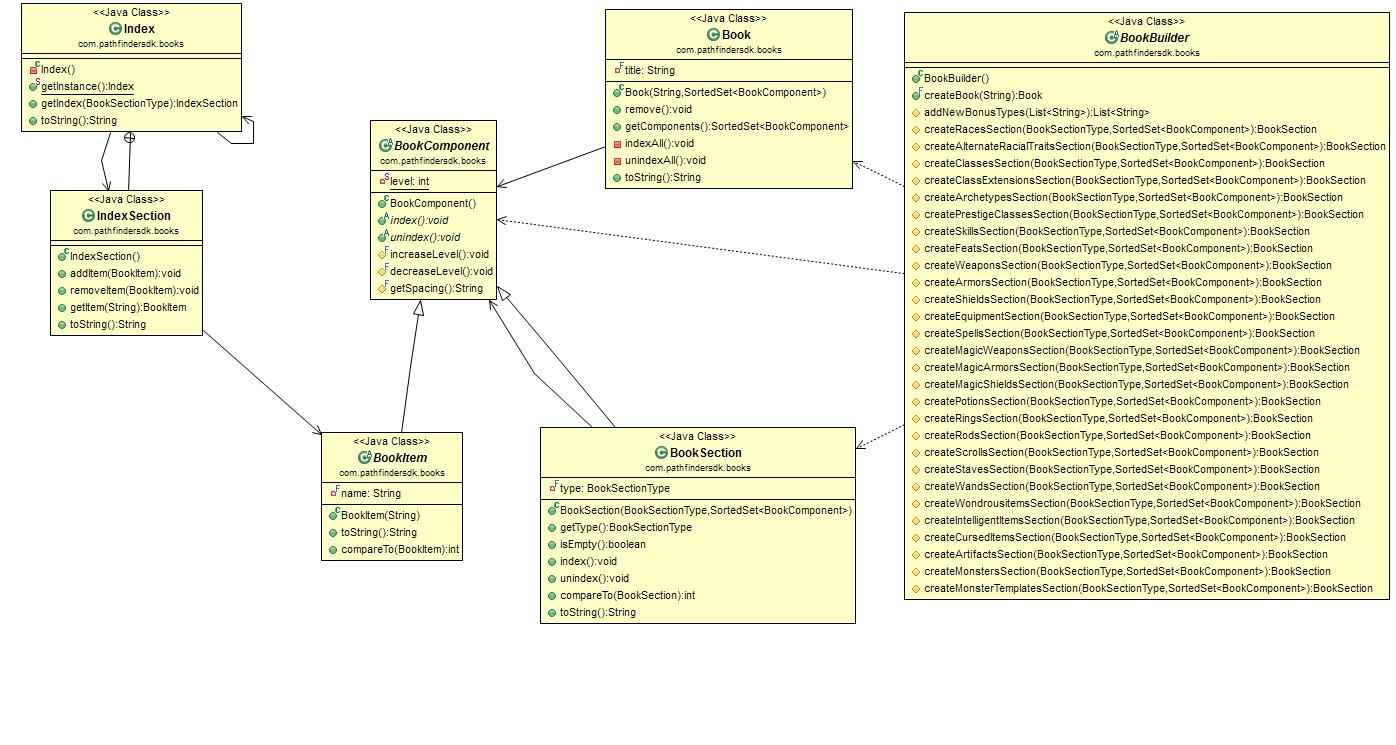 <<Java Class>>
Index
com.pathfindersdk.books
Index()
getInstance():Index
getIndex(BookSectionType):IndexSection
toString():String
<<Java Class>>
IndexSection
com.pathfindersdk.books
IndexSection()
addItem(BookItem):void
removeItem(BookItem):void
getItem(String):BookItem
toString():String
<<Java Class>>
BookComponent
com.pathfindersdk.books
level: int
BookComponent()
index():void
unindex():void
increaseLevel():void
decreaseLevel():void
getSpacing():String
<<Java Class>>
BookItem
com.pathfindersdk.books
name: String
BookItem(String)
toString():String
compareTo(BookItem):int
<<Java Class>>
Book
com.pathfindersdk.books
title: String
Book(String,SortedSet<BookComponent>)
remove():void
getComponents():SortedSet<BookComponent>
indexAll():void
unindexAll():void
toString():String
<<Java Class>>
BookSection
com.pathfindersdk.books
type: BookSectionType
BookSection(BookSectionType,SortedSet<BookComponent>)
getType():BookSectionType
isEmpty():boolean
index():void
unindex():void
compareTo(BookSection):int
toString():String
<<Java Class>>
BookBuilder
com.pathfindersdk.books
BookBuilder()
createBook(String):Book
addNewBonusTypes(List<String>):List<String>
createRacesSection(BookSectionType,SortedSet<BookComponent>):BookSection
createAlternateRacialTraitsSection(BookSectionType,SortedSet<BookComponent>):BookSection
createClassesSection(BookSectionType,SortedSet<BookComponent>):BookSection
createClassExtensionsSection(BookSectionType,SortedSet<BookComponent>):BookSection
createArchetypesSection(BookSectionType,SortedSet<BookComponent>):BookSection
createPrestigeClassesSection(BookSectionType,SortedSet<BookComponent>):BookSection
createSkillsSection(BookSectionType,SortedSet<BookComponent>):BookSection
createFeatsSection(BookSectionType,SortedSet<BookComponent>):BookSection
createWeaponsSection(BookSectionType,SortedSet<BookComponent>):BookSection
createArmorsSection(BookSectionType,SortedSet<BookComponent>):BookSection
createShieldsSection(BookSectionType,SortedSet<BookComponent>):BookSection
createEquipmentSection(BookSectionType,SortedSet<BookComponent>):BookSection
createSpellsSection(BookSectionType,SortedSet<BookComponent>):BookSection
createMagicWeaponsSection(BookSectionType,SortedSet<BookComponent>):BookSection
createMagicArmorsSection(BookSectionType,SortedSet<BookComponent>):BookSection
createMagicShieldsSection(BookSectionType,SortedSet<BookComponent>):BookSection
createPotionsSection(BookSectionType,SortedSet<BookComponent>):BookSection
createRingsSection(BookSectionType,SortedSet<BookComponent>):BookSection
createRodsSection(BookSectionType,SortedSet<BookComponent>):BookSection
createScrollsSection(BookSectionType,SortedSet<BookComponent>):BookSection
createStavesSection(BookSectionType,SortedSet<BookComponent>):BookSection
createWandsSection(BookSectionType,SortedSet<BookComponent>):BookSection
createWondrousitemsSection(BookSectionType,SortedSet<BookComponent>):BookSection
createIntelligentItemsSection(BookSectionType,SortedSet<BookComponent>):BookSection
createCursedItemsSection(BookSectionType,SortedSet<BookComponent>):BookSection
createArtifactsSection(BookSectionType,SortedSet<BookComponent>):BookSection
createMonstersSection(BookSectionType,SortedSet<BookComponent>):BookSection
createMonsterTemplatesSection(BookSectionType,SortedSet<BookComponent>):BookSection